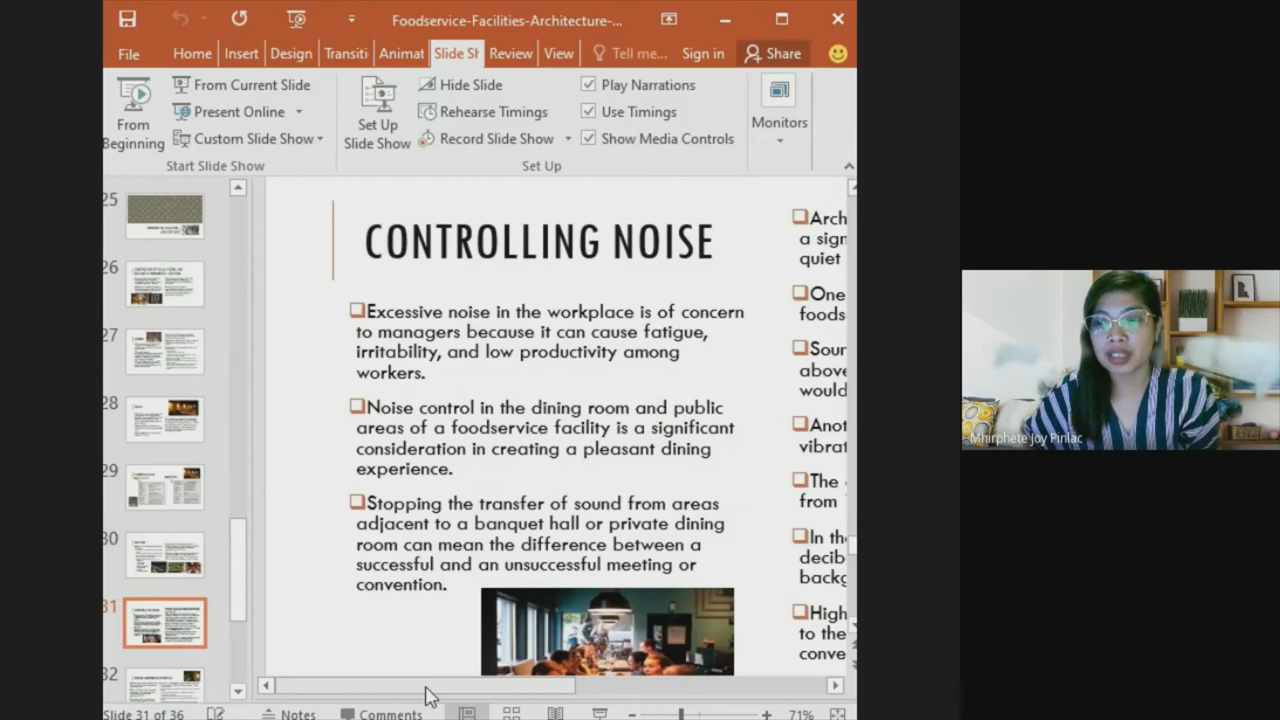 Foodservice-Facilities-Architecture-...
File Home Insert Design Transiti Animat Slide Sh Review View Tell me... Sign in Share
From Beginning
From Current Slide
Present Online
Custom Slide Show
Start Slide Show
Set Up Slide Show
Hide Slide
Rehearse Timings
Record Slide Show
Play Narrations
Use Timings
Show Media Controls
Set Up
Monitors
25
26
27
28
29
30
31
32
CONTROLLING NOISE
Excessive noise in the workplace is of concern
to managers because it can cause fatigue,
irritability, and low productivity among
workers.
Noise control in the dining room and public
areas of a foodservice facility is a significant
consideration in creating a pleasant dining
experience.
Stopping the transfer of sound from areas
adjacent to a banquet hall or private dining
room can mean the difference between a
successful and an unsuccessful meeting or
convention.
Arch
a sign
quiet
One
foods
Soun
above
would
Anot
vibrat
The
from
In the
decib
backg
High
to the
conve
Slide 31 of 36 Notes Comments 71%
Mhirphete Joy Pinlac